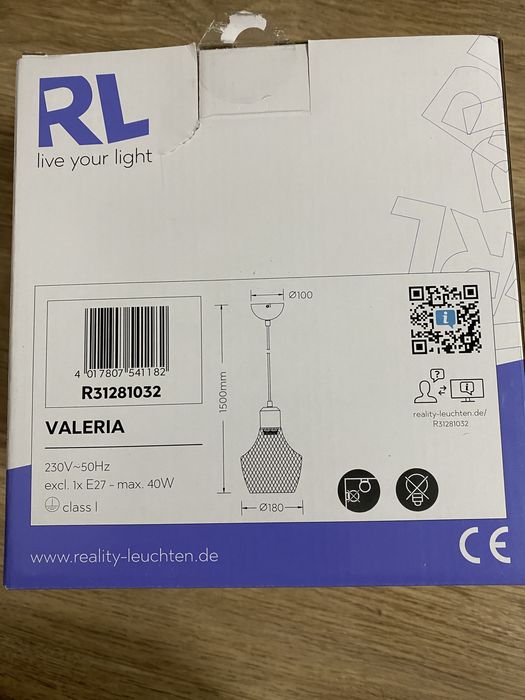 RL
live your light
4 017807 541182
R31281032
VALERIA
230V~50Hz
excl. 1x E27 - max. 40W
class I
Ø100
1500mm
Ø180
reality-leuchten.de/
R31281032
www.reality-leuchten.de
CE